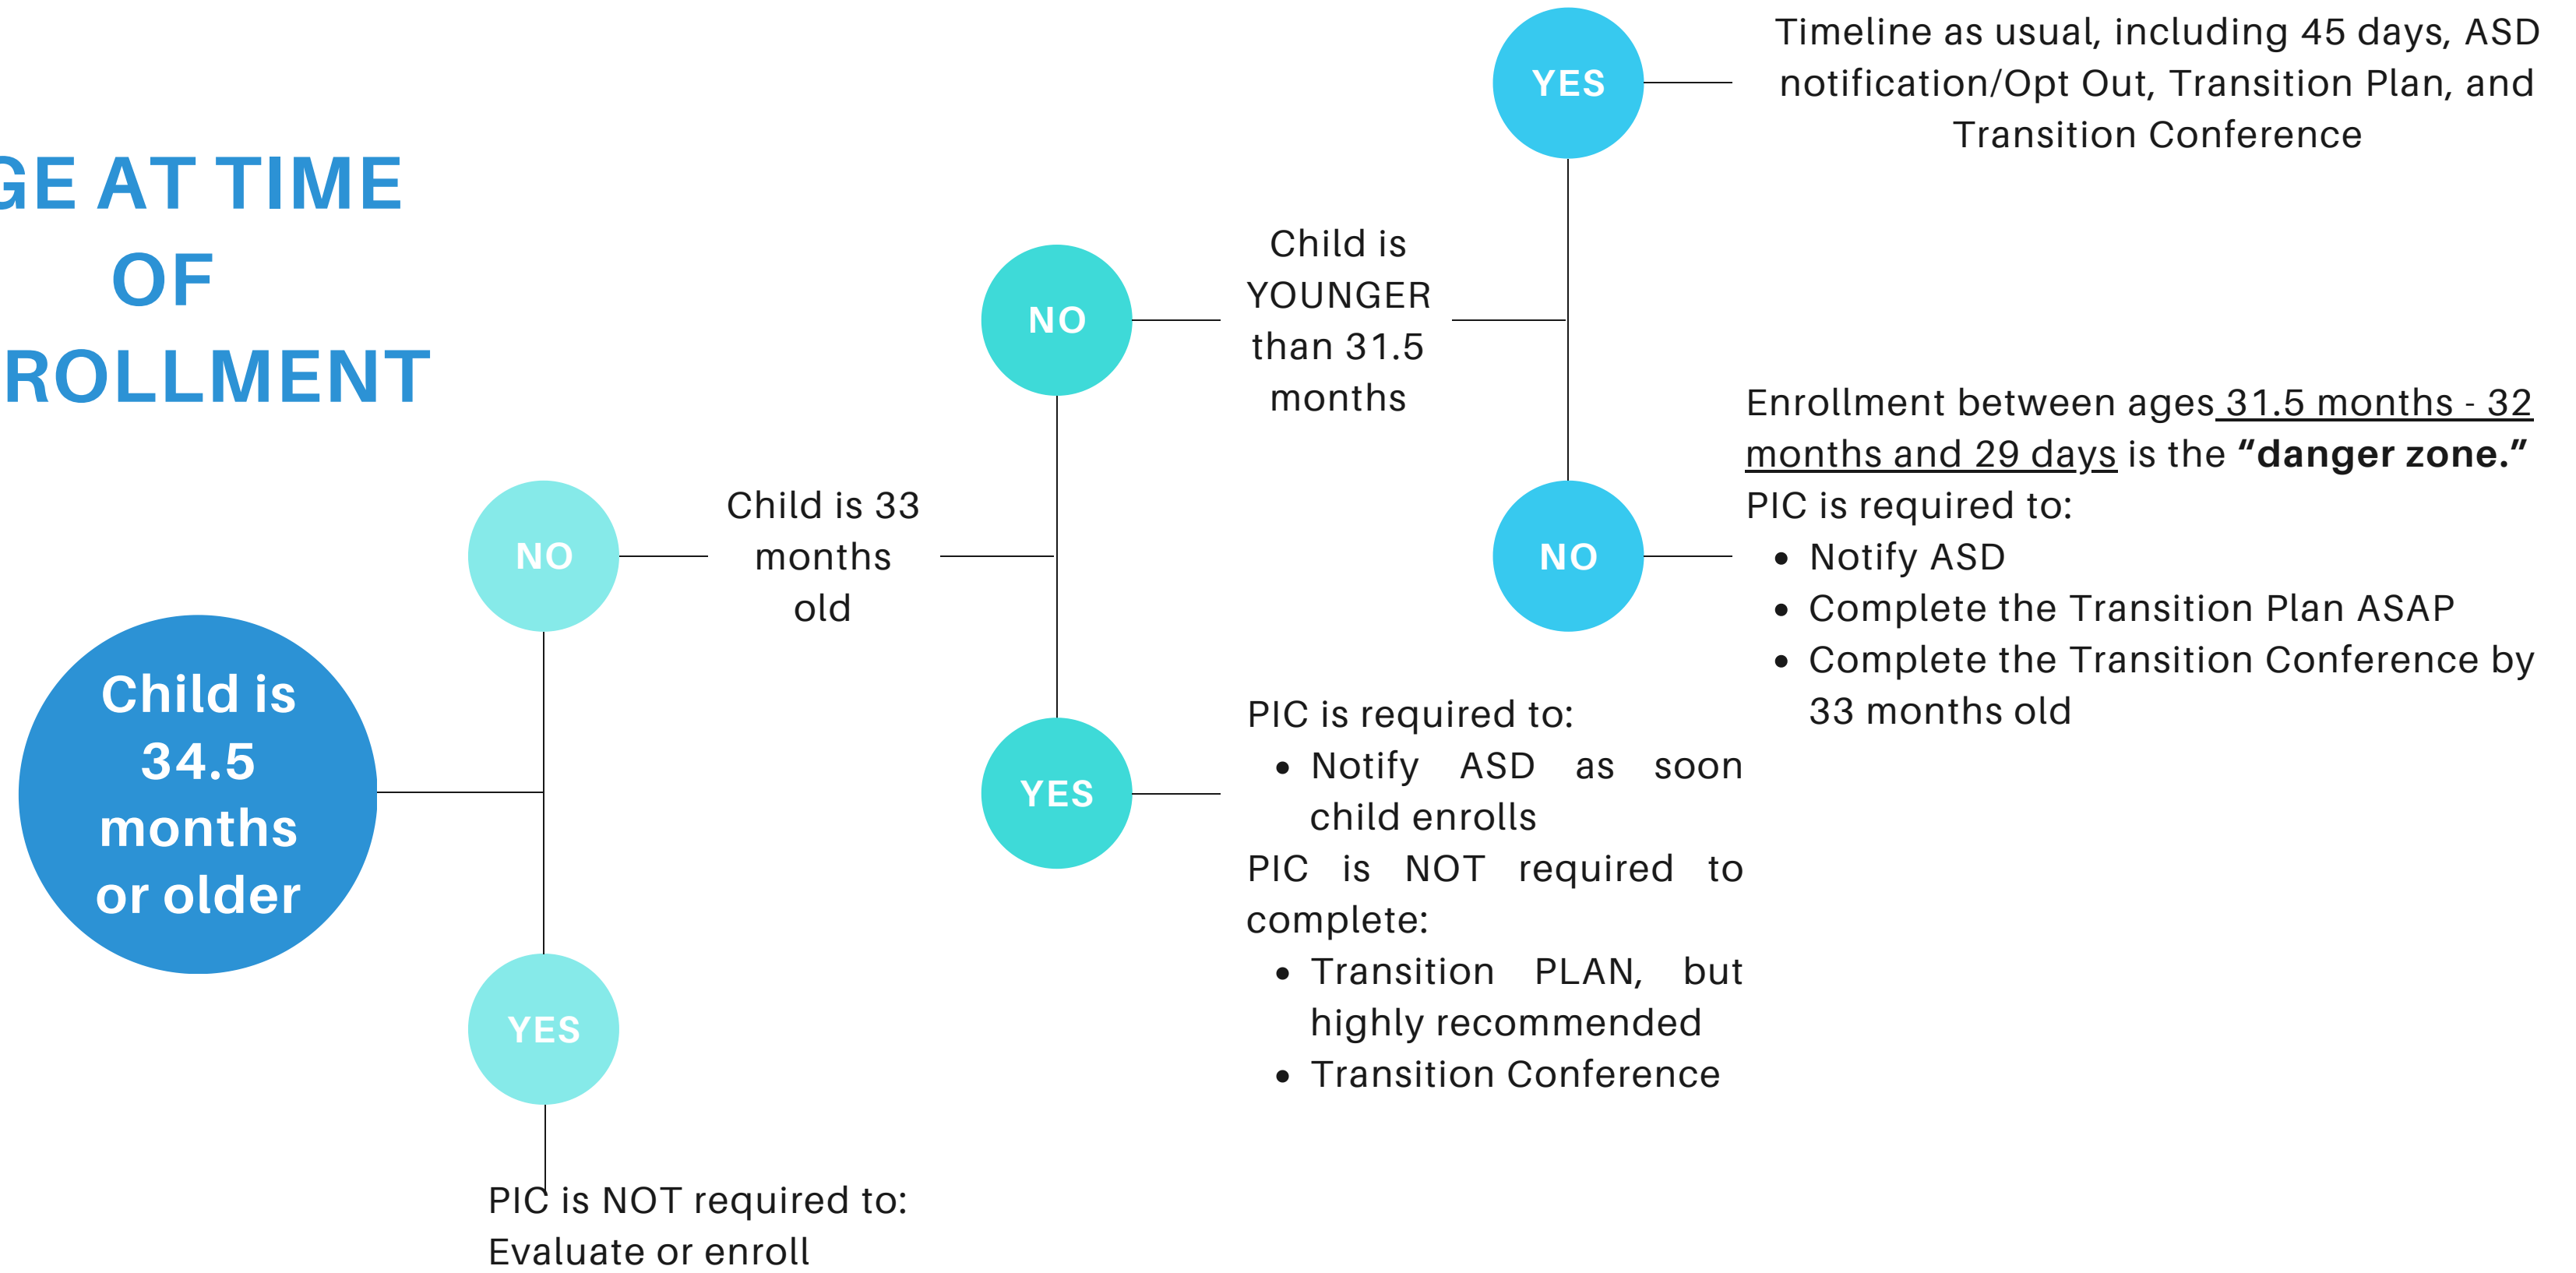 GE AT TIME
OF
ROLLMENT
Child is
34.5
months
or older
NO
YES
PIC is NOT required to:
Evaluate or enroll
Child is 33
months
old
NO
YES
PIC is required to:
• Notify ASD as soon
child enrolls
PIC is NOT required to
complete:
• Transition PLAN, but
highly recommended
• Transition Conference
Child is
YOUNGER
than 31.5
months
YES
Timeline as usual, including 45 days, ASD
notification/Opt Out, Transition Plan, and
Transition Conference
NO
Enrollment between ages 31.5 months - 32
months and 29 days is the “danger zone.”
PIC is required to:
• Notify ASD
• Complete the Transition Plan ASAP
• Complete the Transition Conference by
33 months old